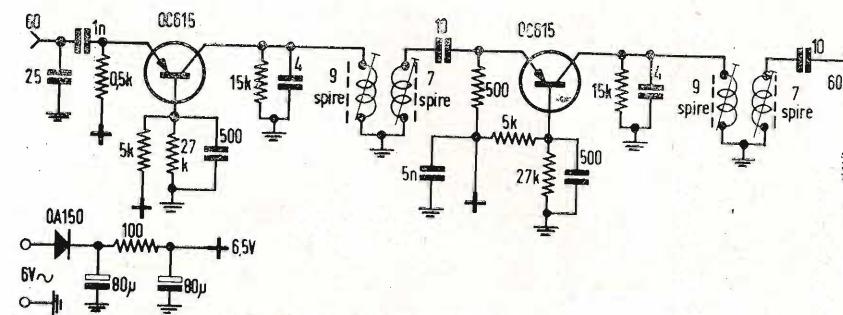 60
1n
OC615
25
0,5k
15k
4
9
spire
7
spire
5k
27
k
500
10
OC615
500
5n
5k
27k
500
15k
4
9
spire
7
spire
10
60
OA150
100
6,5V
6V~
80µ
80µ